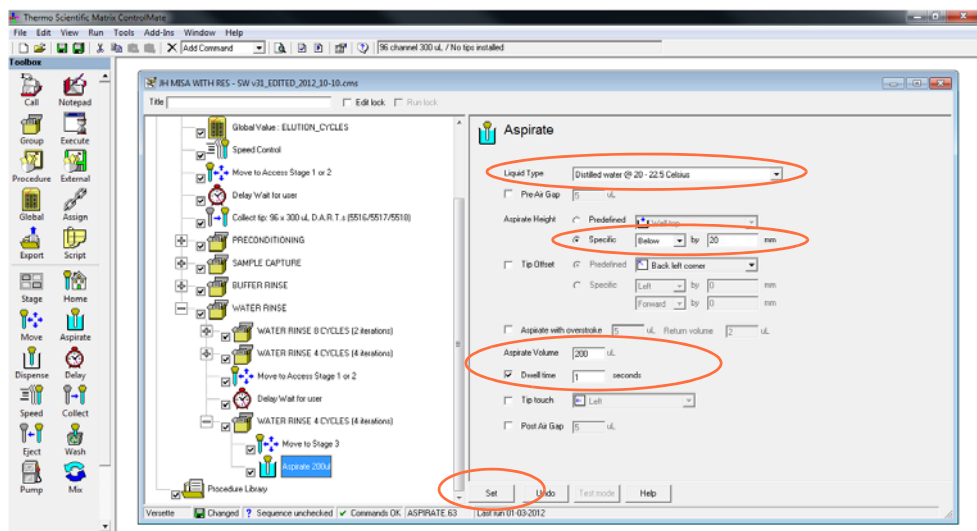 Thermo Scientific Matrix ControlMate
File Edit View Run Tools Add-Ins Window Help
Add Command 96 channel 300 uL / No tips installed
Toolbox
Call Notepad
Group Execute
Procedure External
Global Assign
Export Script
Stage Home
Move Aspirate
Dispense Delay
Speed Collect
Eject Wash
Pump Mix
JH MISA WITH RES - SW v31_EDITED_2012_10-10.cms
Title Edit lock Run lock
Global Value : ELUTION_CYCLES
Speed Control
Move to Access Stage 1 or 2
Delay Wait for user
Collect tip: 96 x 300 uL D.A.R.T.s (5516/5517/5518)
PRECONDITIONING
SAMPLE CAPTURE
BUFFER RINSE
WATER RINSE
WATER RINSE 8 CYCLES (2 iterations)
WATER RINSE 4 CYCLES (4 iterations)
Move to Access Stage 1 or 2
Delay Wait for user
WATER RINSE 4 CYCLES (4 iterations)
Move to Stage 3
Aspirate 200ul
Procedure Library
Aspirate
Liquid Type Distilled water @ 20 - 22.5 Celsius
Pre Air Gap 5 uL
Aspirate Height Predefined Well top
Specific Below by 20 mm
Tip Offset Predefined Back left corner
Specific Left by 0 mm
Forward by 0 mm
Aspirate with overstroke 5 uL Return volume 2 uL
Aspirate Volume 200 uL
Dwell time 1 seconds
Tip touch Left
Post Air Gap 5 uL
Set Undo Test mode Help
Versette Changed ? Sequence unchecked Commands OK ASPIRATE.63 Last run 01-03-2012